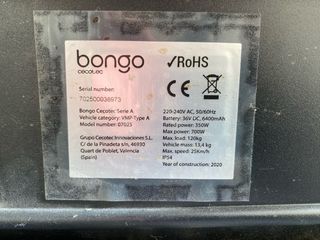 bongo
cecotec
✓RoHS
CE
Serial number:
702500036973
Bongo Cecotec Serie A
Vehicle category: VMP Type A
Model number: 07025
Grupo Cecotec Innovaciones S.L.
C/ de la Pinadeta s/n, 46930
Quart de Poblet, Valencia
(Spain)
220-240V AC, 50/60Hz
Battery: 36V DC, 6400mAh
Rated power: 350W
Max power: 700W
Max load: 120kg
Vehicle mass: 13,4 kg
Max, speed: 25Km/h
IP54
Year of construction: 2020